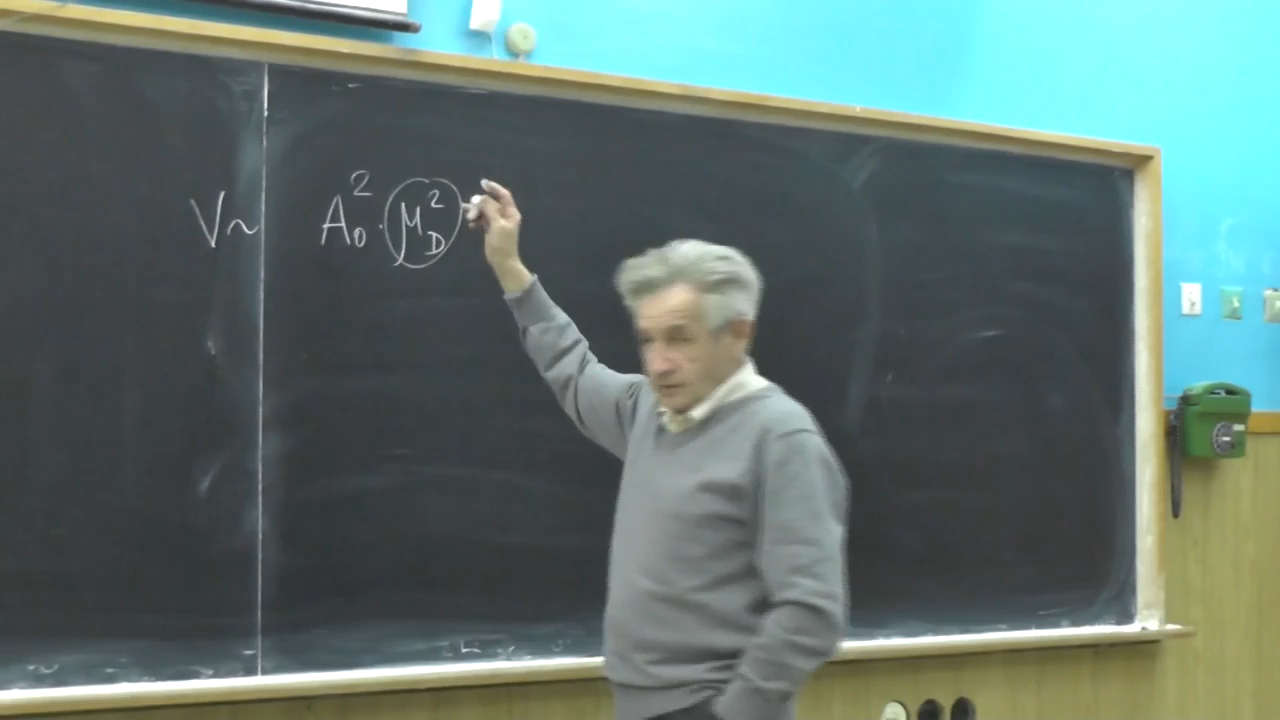 V ~ A₀² · M_D²